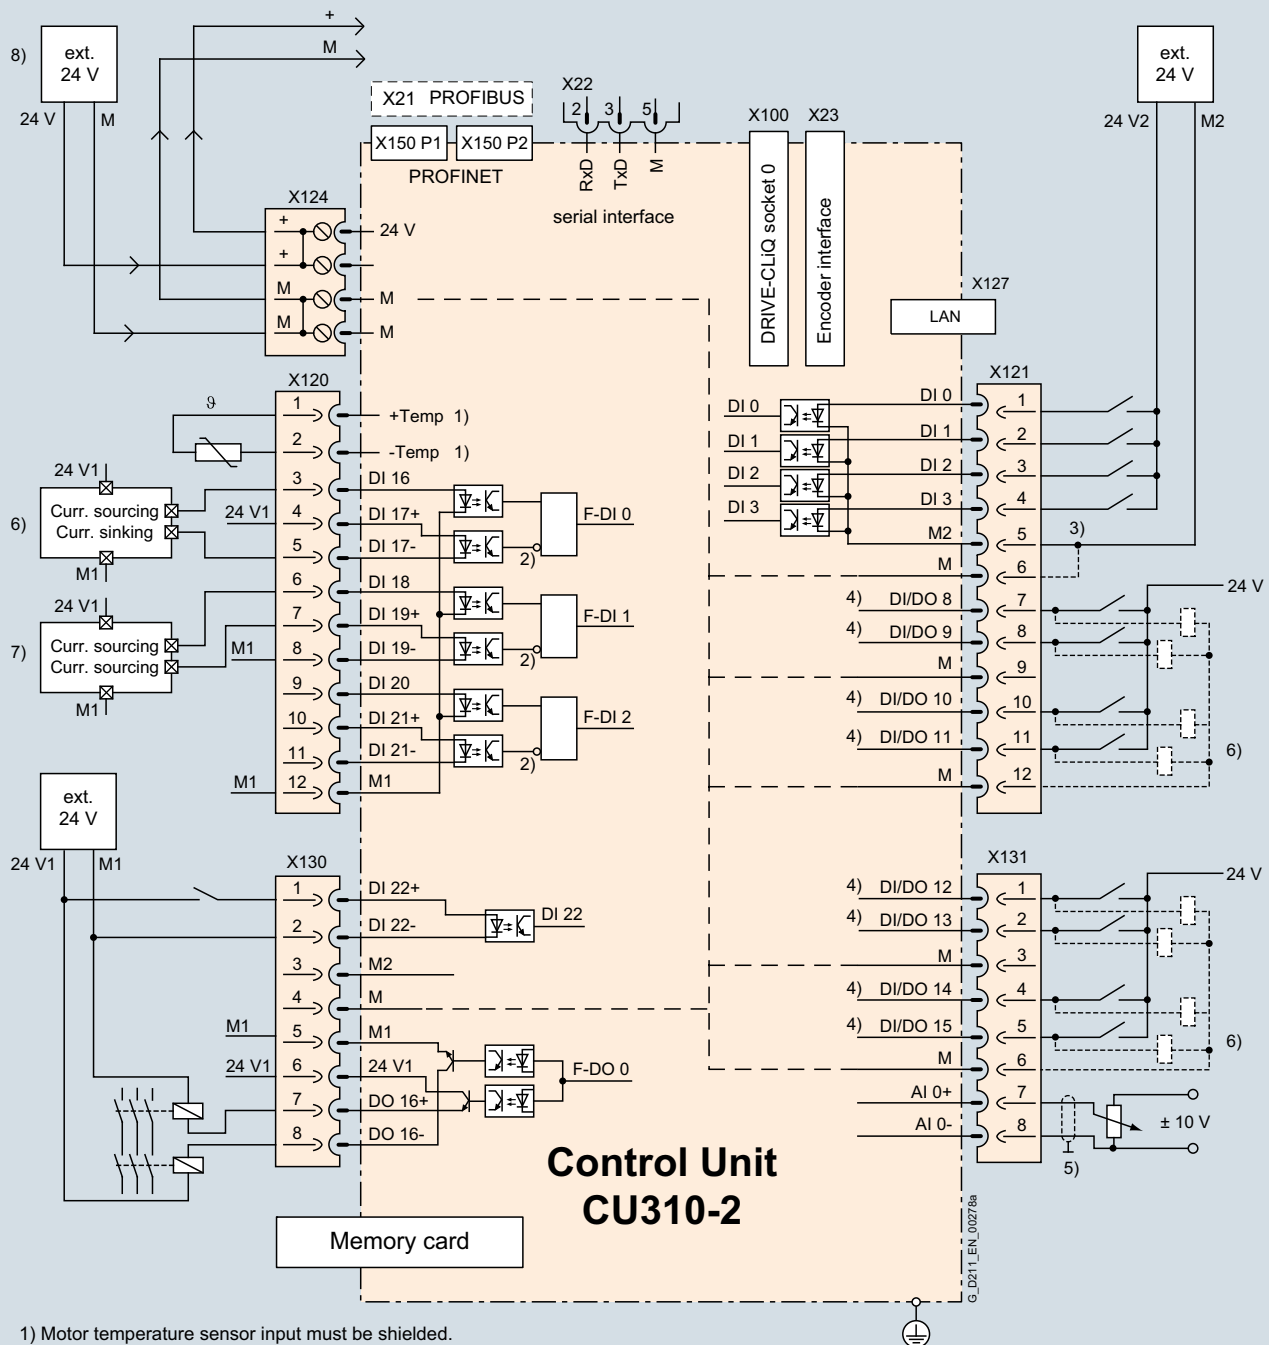 8)
ext.
24 V
24 V
M
+
M
X21 PROFIBUS
X150 P1
X150 P2
PROFINET
X22
2
3
5
RxD
TxD
M
serial interface
X100
X23
DRIVE-CLiQ socket 0
Encoder interface
X127
LAN
ext.
24 V
24 V2
M2
X124
+
24 V
+
M
M
M
M
X120
ϑ
1
+Temp 1)
2
-Temp 1)
24 V1
6)
Curr. sourcing
Curr. sinking
M1
3
DI 16
24 V1
4
DI 17+
5
DI 17-
2)
F-DI 0
24 V1
7)
Curr. sourcing
Curr. sourcing
M1
6
DI 18
7
DI 19+
M1
8
DI 19-
2)
F-DI 1
9
DI 20
10
DI 21+
11
DI 21-
2)
F-DI 2
M1
12
M1
X121
DI 0
DI 0
1
DI 1
DI 1
2
DI 2
DI 2
3
DI 3
DI 3
4
M2
5
3)
M
6
24 V
4) DI/DO 8
7
4) DI/DO 9
8
M
9
4) DI/DO 10
10
4) DI/DO 11
11
6)
M
12
ext.
24 V
24 V1
M1
X130
1
DI 22+
2
DI 22-
DI 22
3
M2
4
M
M1
5
M1
24 V1
6
24 V1
7
DO 16+
8
DO 16-
F-DO 0
X131
24 V
4) DI/DO 12
1
4) DI/DO 13
2
M
3
4) DI/DO 14
4
4) DI/DO 15
5
6)
M
6
AI 0+
7
AI 0-
8
5)
± 10 V
Control Unit
CU310-2
Memory card
G_D211_EN_00278a
1) Motor temperature sensor input must be shielded.